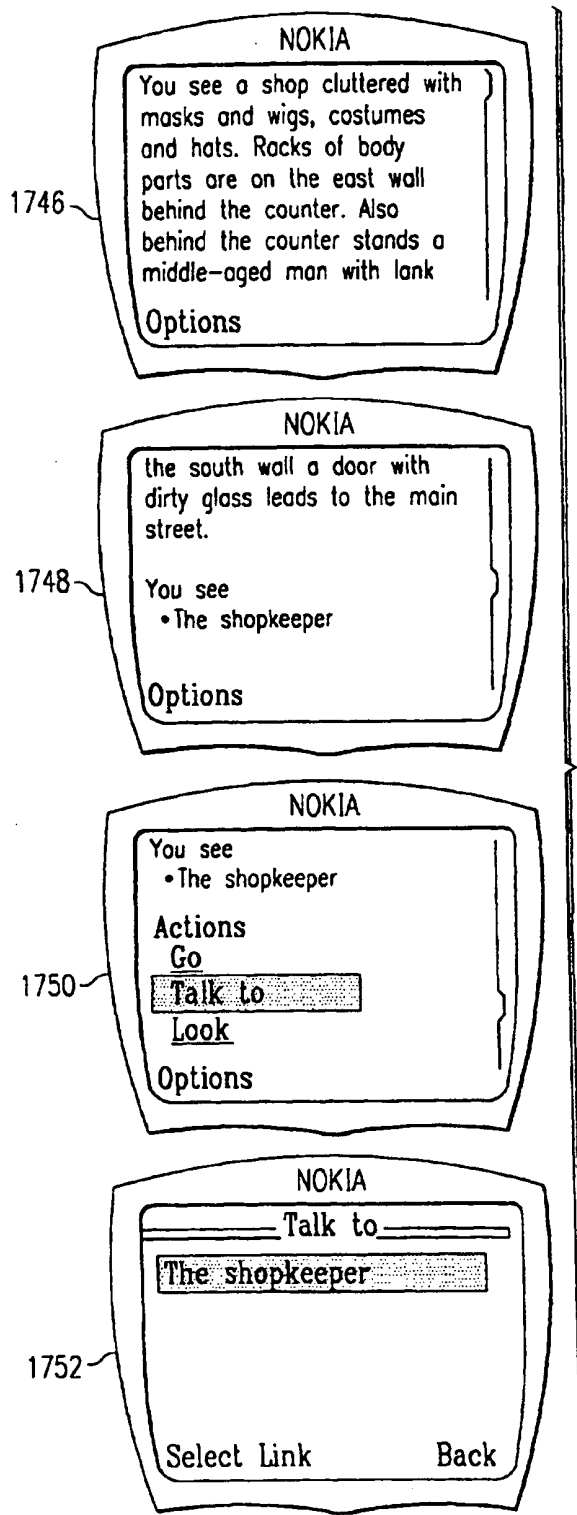 NOKIA
You see a shop cluttered with
masks and wigs, costumes
and hats. Racks of body
parts are on the east wall
behind the counter. Also
behind the counter stands a
middle-aged man with lank
Options
1746
NOKIA
the south wall a door with
dirty glass leads to the main
street.
You see
•The shopkeeper
Options
1748
NOKIA
You see
•The shopkeeper
Actions
Go
Talk to
Look
Options
1750
NOKIA
Talk to
The shopkeeper
Select Link Back
1752